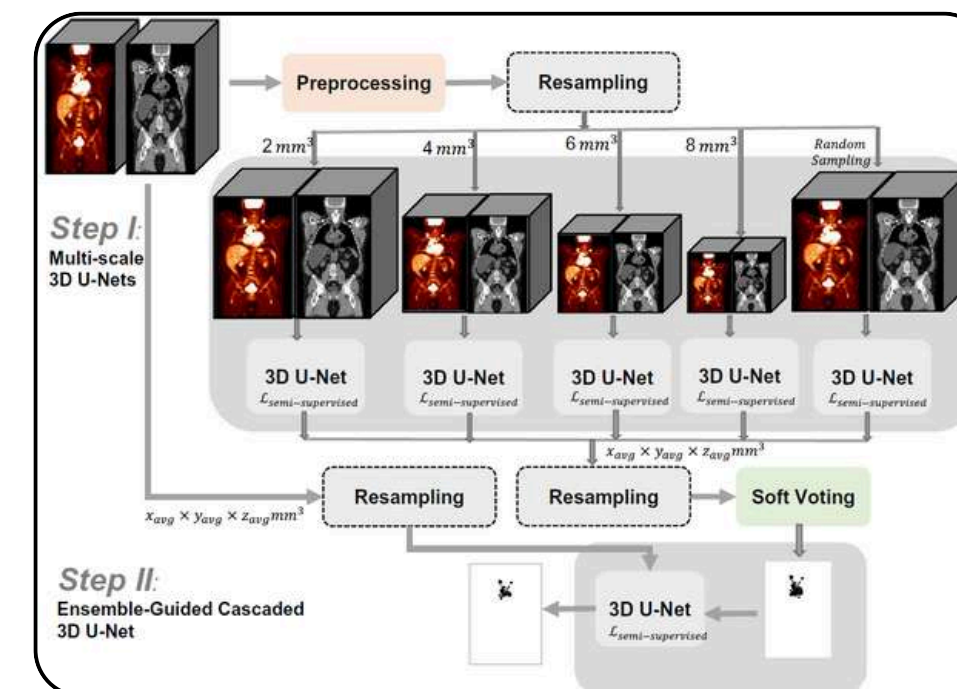 Preprocessing
Resampling
2 mm³
4 mm³
6 mm³
8 mm³
Random
Sampling
Step I:
Multi-scale
3D U-Nets
3D U-Net
ℒsemi−supervised
3D U-Net
ℒsemi−supervised
3D U-Net
ℒsemi−supervised
3D U-Net
ℒsemi−supervised
3D U-Net
ℒsemi−supervised
xavg × yavg × zavg mm³
Resampling
Resampling
Soft Voting
xavg × yavg × zavg mm³
Step II:
Ensemble-Guided Cascaded
3D U-Net
3D U-Net
ℒsemi−supervised